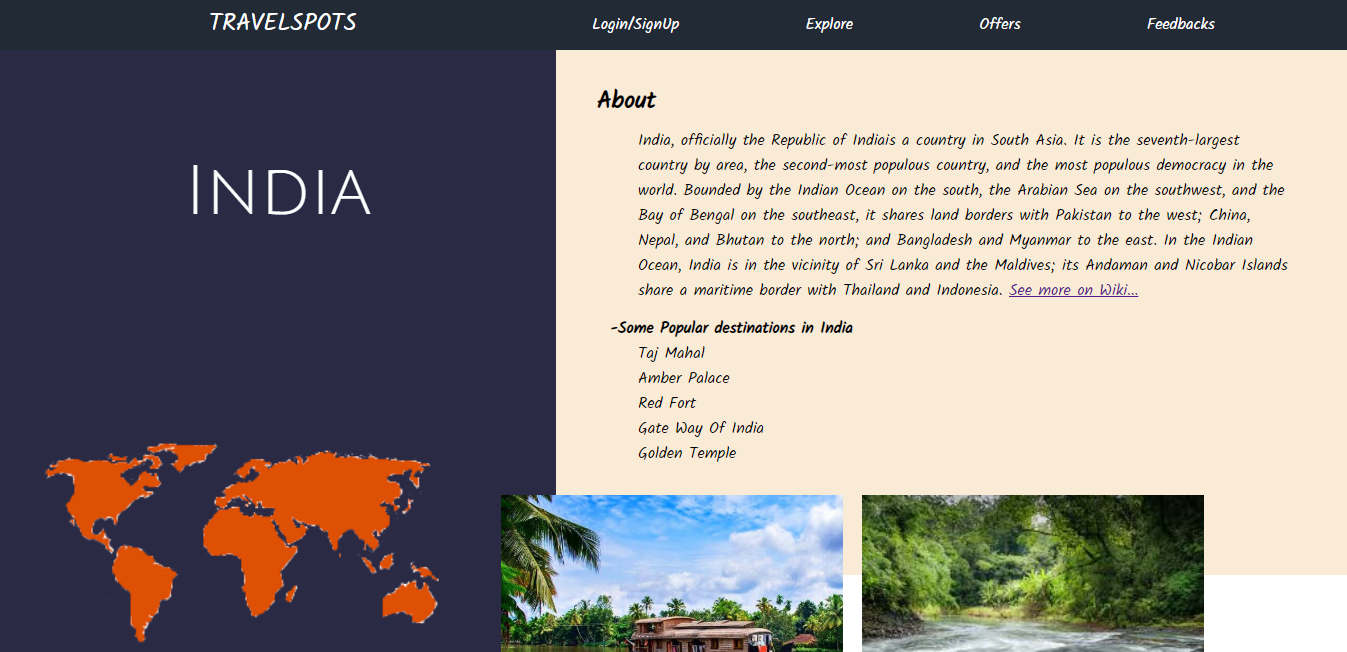 TRAVELSPOTS
Login/SignUp
Explore
Offers
Feedbacks
INDIA
About
India, officially the Republic of Indiais a country in South Asia. It is the seventh-largest
country by area, the second-most populous country, and the most populous democracy in the
world. Bounded by the Indian Ocean on the south, the Arabian Sea on the southwest, and the
Bay of Bengal on the southeast, it shares land borders with Pakistan to the west; China,
Nepal, and Bhutan to the north; and Bangladesh and Myanmar to the east. In the Indian
Ocean, India is in the vicinity of Sri Lanka and the Maldives; its Andaman and Nicobar Islands
share a maritime border with Thailand and Indonesia. See more on Wiki...
-Some Popular destinations in India
Taj Mahal
Amber Palace
Red Fort
Gate Way Of India
Golden Temple